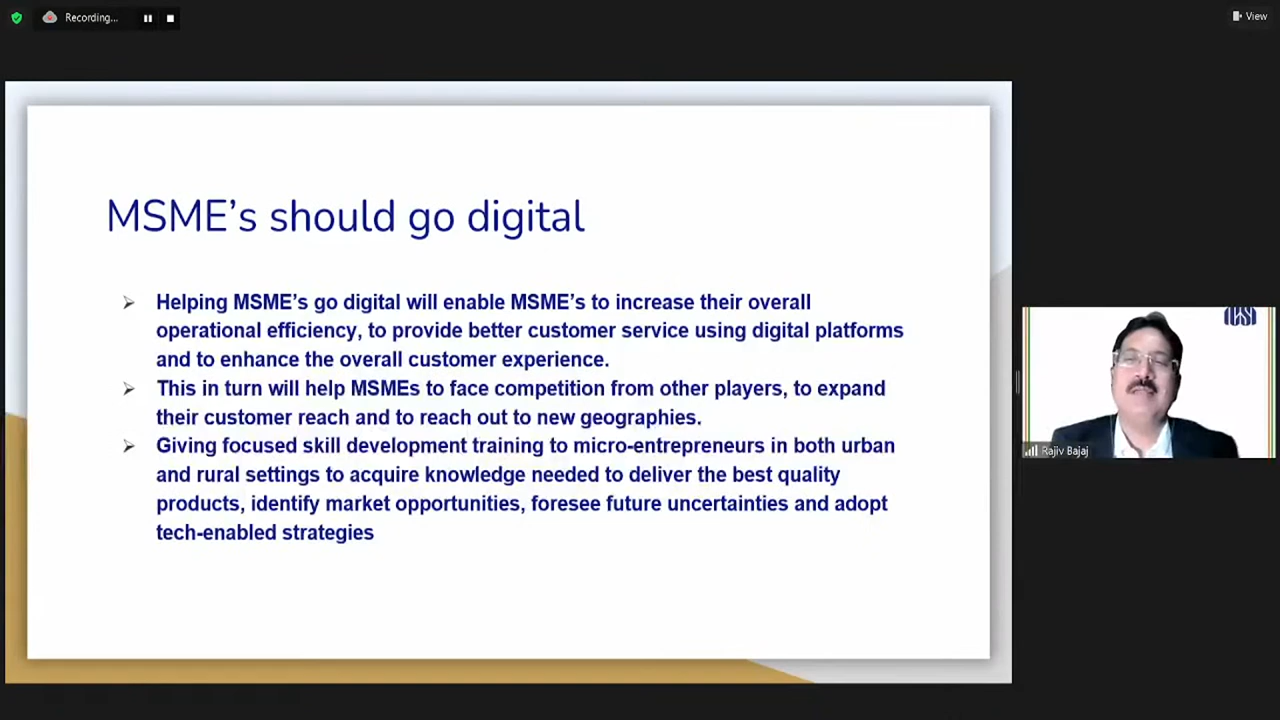 Recording...
View
MSME’s should go digital
Helping MSME’s go digital will enable MSME’s to increase their overall
operational efficiency, to provide better customer service using digital platforms
and to enhance the overall customer experience.
This in turn will help MSMEs to face competition from other players, to expand
their customer reach and to reach out to new geographies.
Giving focused skill development training to micro-entrepreneurs in both urban
and rural settings to acquire knowledge needed to deliver the best quality
products, identify market opportunities, foresee future uncertainties and adopt
tech-enabled strategies
Rajiv Bajaj